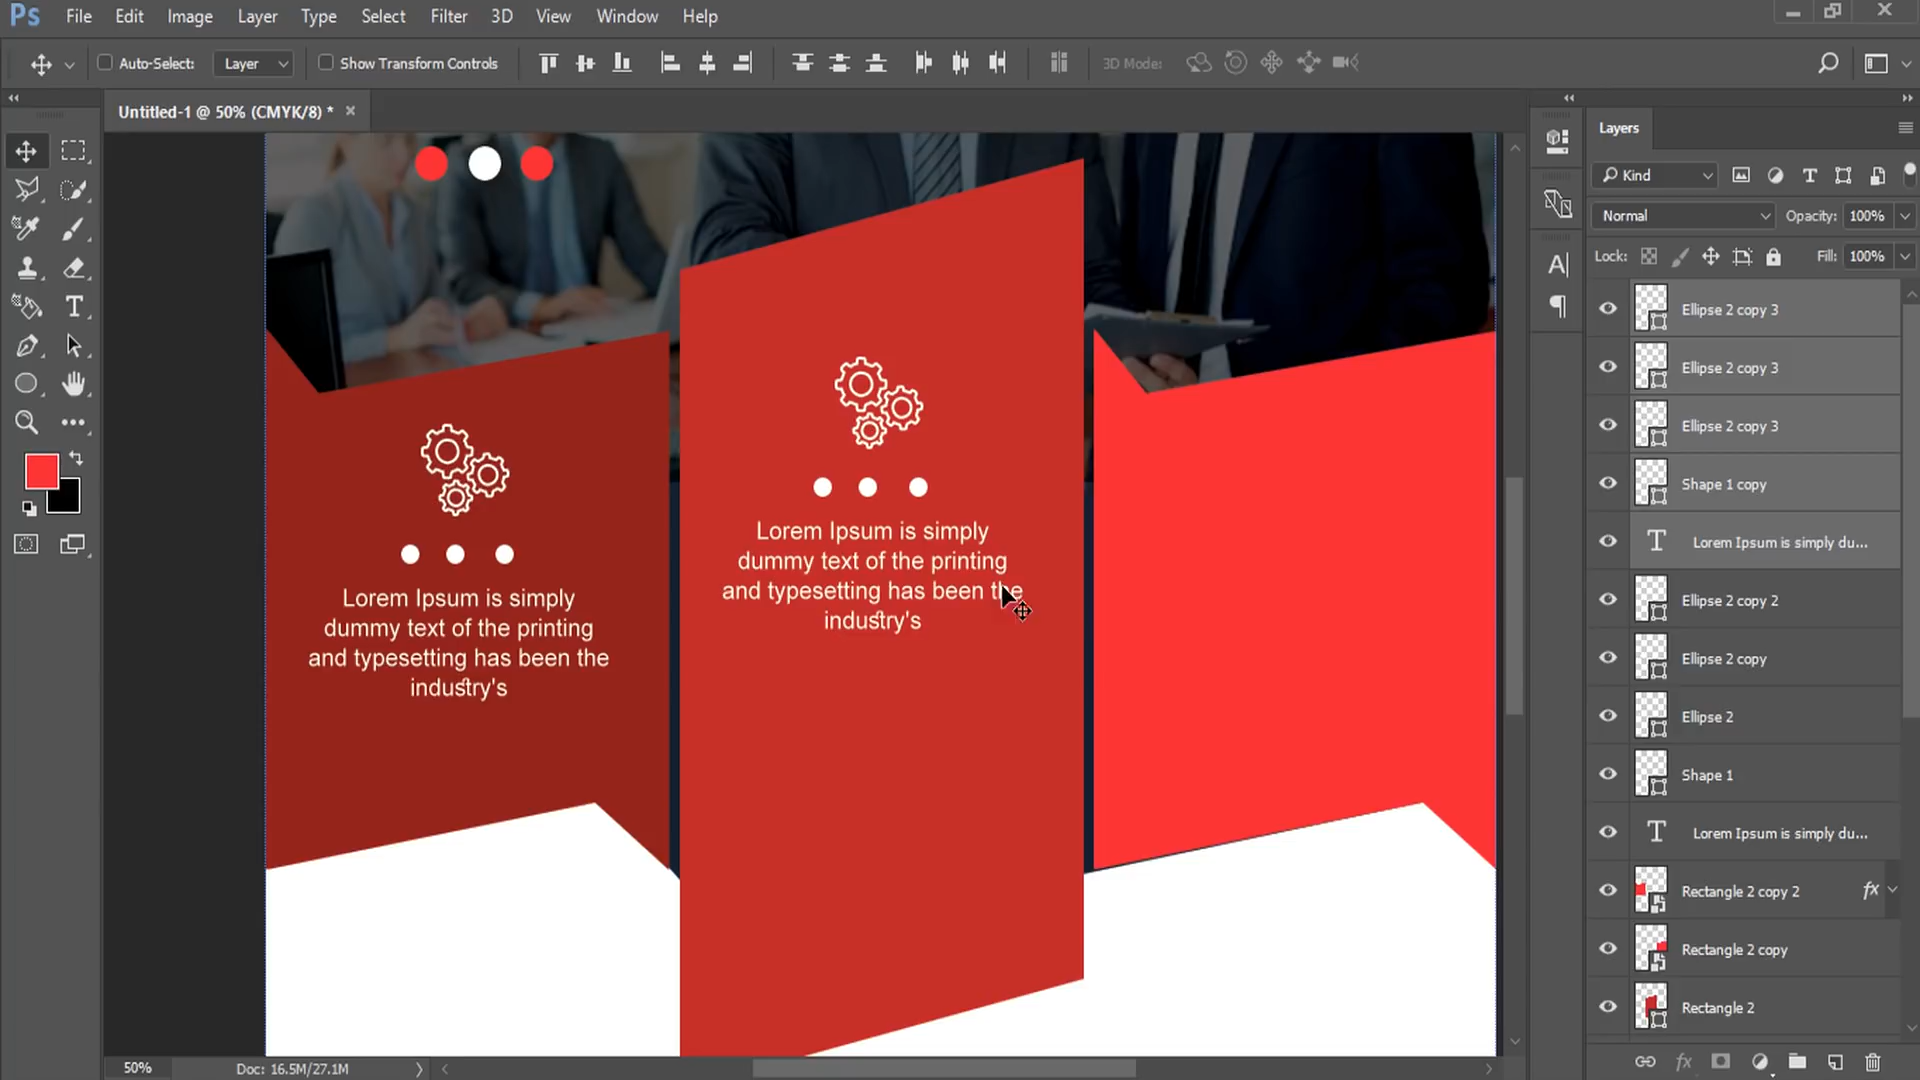 Ps File Edit Image Layer Type Select Filter 3D View Window Help
Auto-Select: Layer Show Transform Controls 3D Mode:
Untitled-1 @ 50% (CMYK/8) * ×
Layers
Kind
Normal Opacity: 100%
Lock: Fill: 100%
Ellipse 2 copy 3
Ellipse 2 copy 3
Ellipse 2 copy 3
Shape 1 copy
Lorem Ipsum is simply du...
Ellipse 2 copy 2
Ellipse 2 copy
Ellipse 2
Shape 1
Lorem Ipsum is simply du...
Rectangle 2 copy 2 fx
Rectangle 2 copy
Rectangle 2
Lorem Ipsum is simply
dummy text of the printing
and typesetting has been the
industry's
Lorem Ipsum is simply
dummy text of the printing
and typesetting has been the
industry's
50% Doc: 16.5M/27.1M
fx